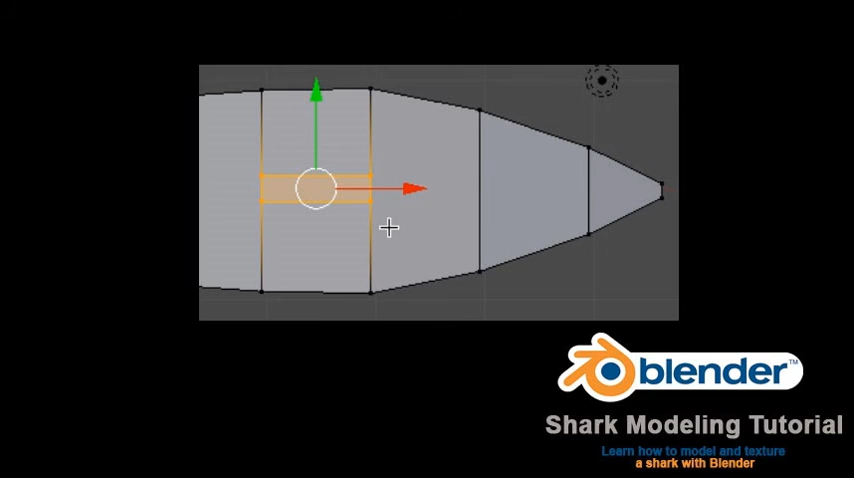 blender™
Shark Modeling Tutorial
Learn how to model and texture
a shark with Blender